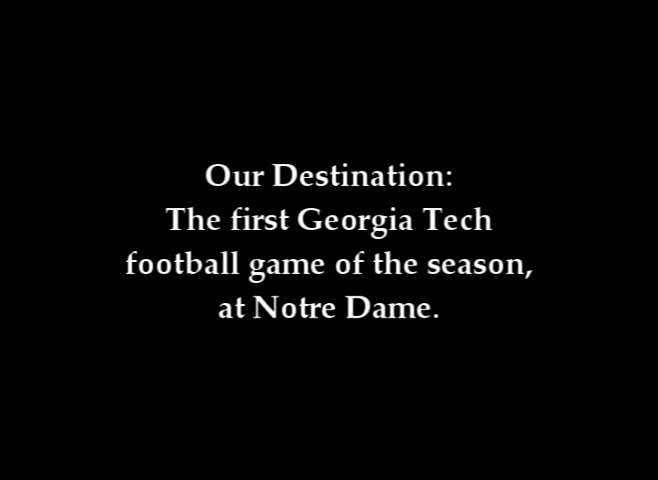 Our Destination:
The first Georgia Tech
football game of the season,
at Notre Dame.